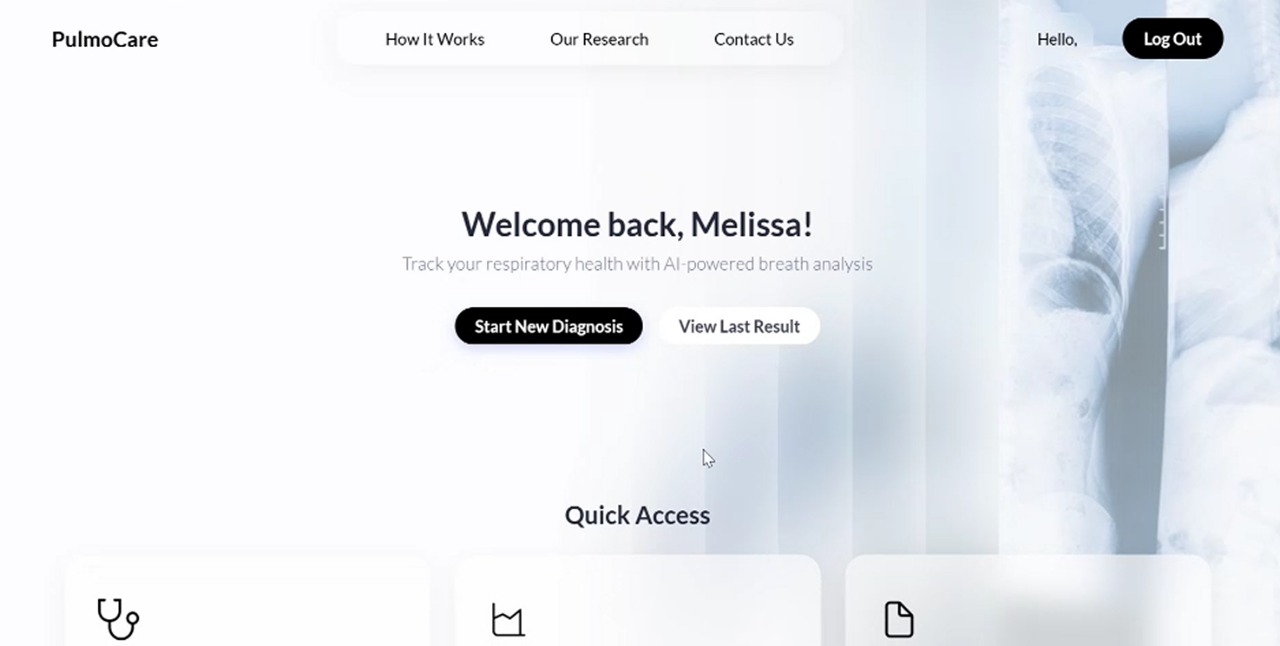 PulmoCare
How It Works
Our Research
Contact Us
Hello,
Log Out
Welcome back, Melissa!
Track your respiratory health with AI-powered breath analysis
Start New Diagnosis
View Last Result
Quick Access